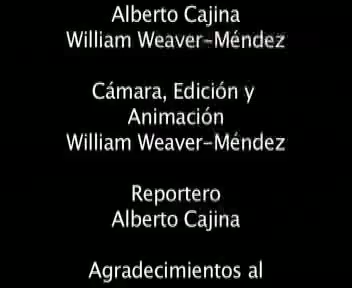 Alberto Cajina
William Weaver-Méndez
Cámara, Edición y
Animación
William Weaver-Méndez
Reportero
Alberto Cajina
Agradecimientos al